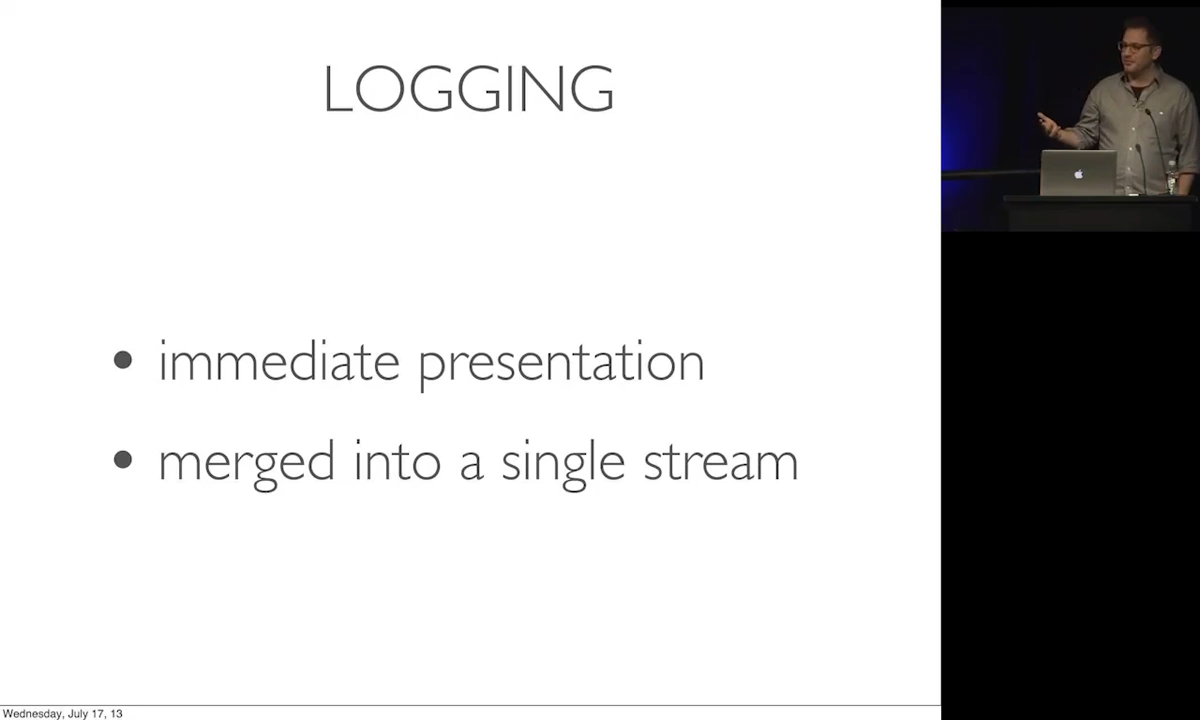 LOGGING
• immediate presentation
• merged into a single stream
Wednesday, July 17, 13